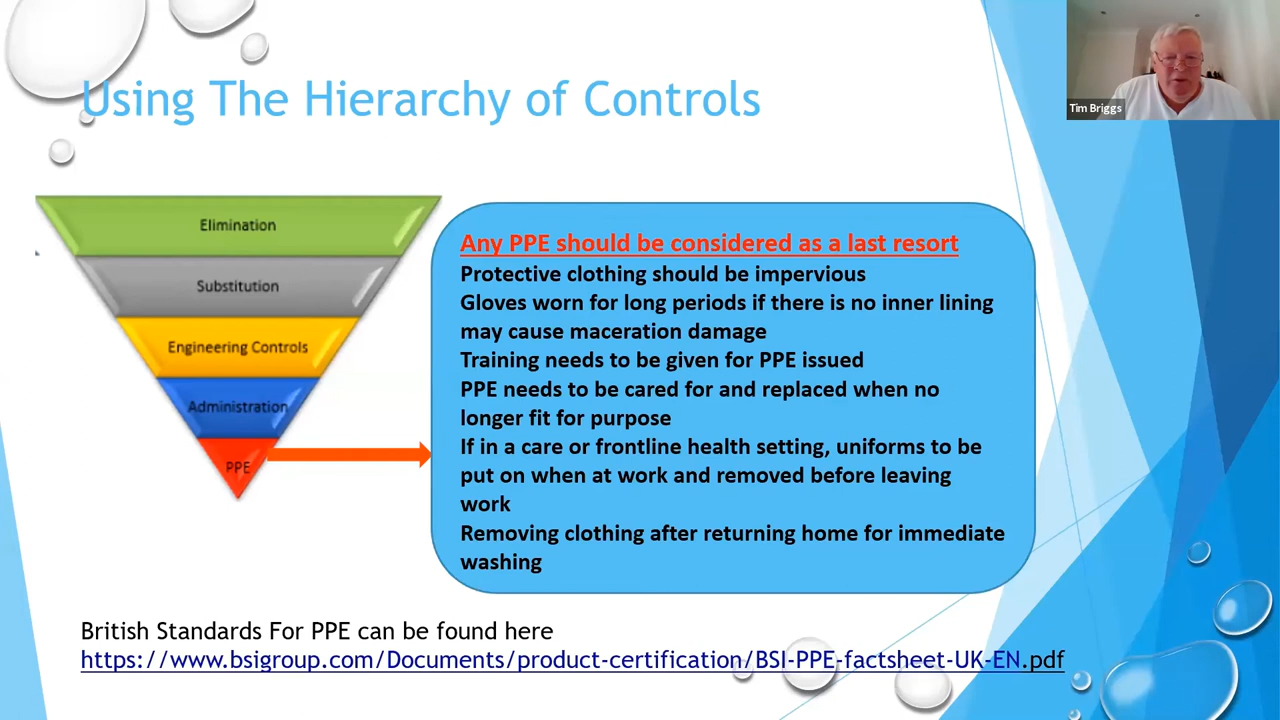 Using The Hierarchy of Controls
Tim Briggs
Elimination
Substitution
Engineering Controls
Administration
PPE
Any PPE should be considered as a last resort
Protective clothing should be impervious
Gloves worn for long periods if there is no inner lining
may cause maceration damage
Training needs to be given for PPE issued
PPE needs to be cared for and replaced when no
longer fit for purpose
If in a care or frontline health setting, uniforms to be
put on when at work and removed before leaving
work
Removing clothing after returning home for immediate
washing
British Standards For PPE can be found here
https://www.bsigroup.com/Documents/product-certification/BSI-PPE-factsheet-UK-EN.pdf